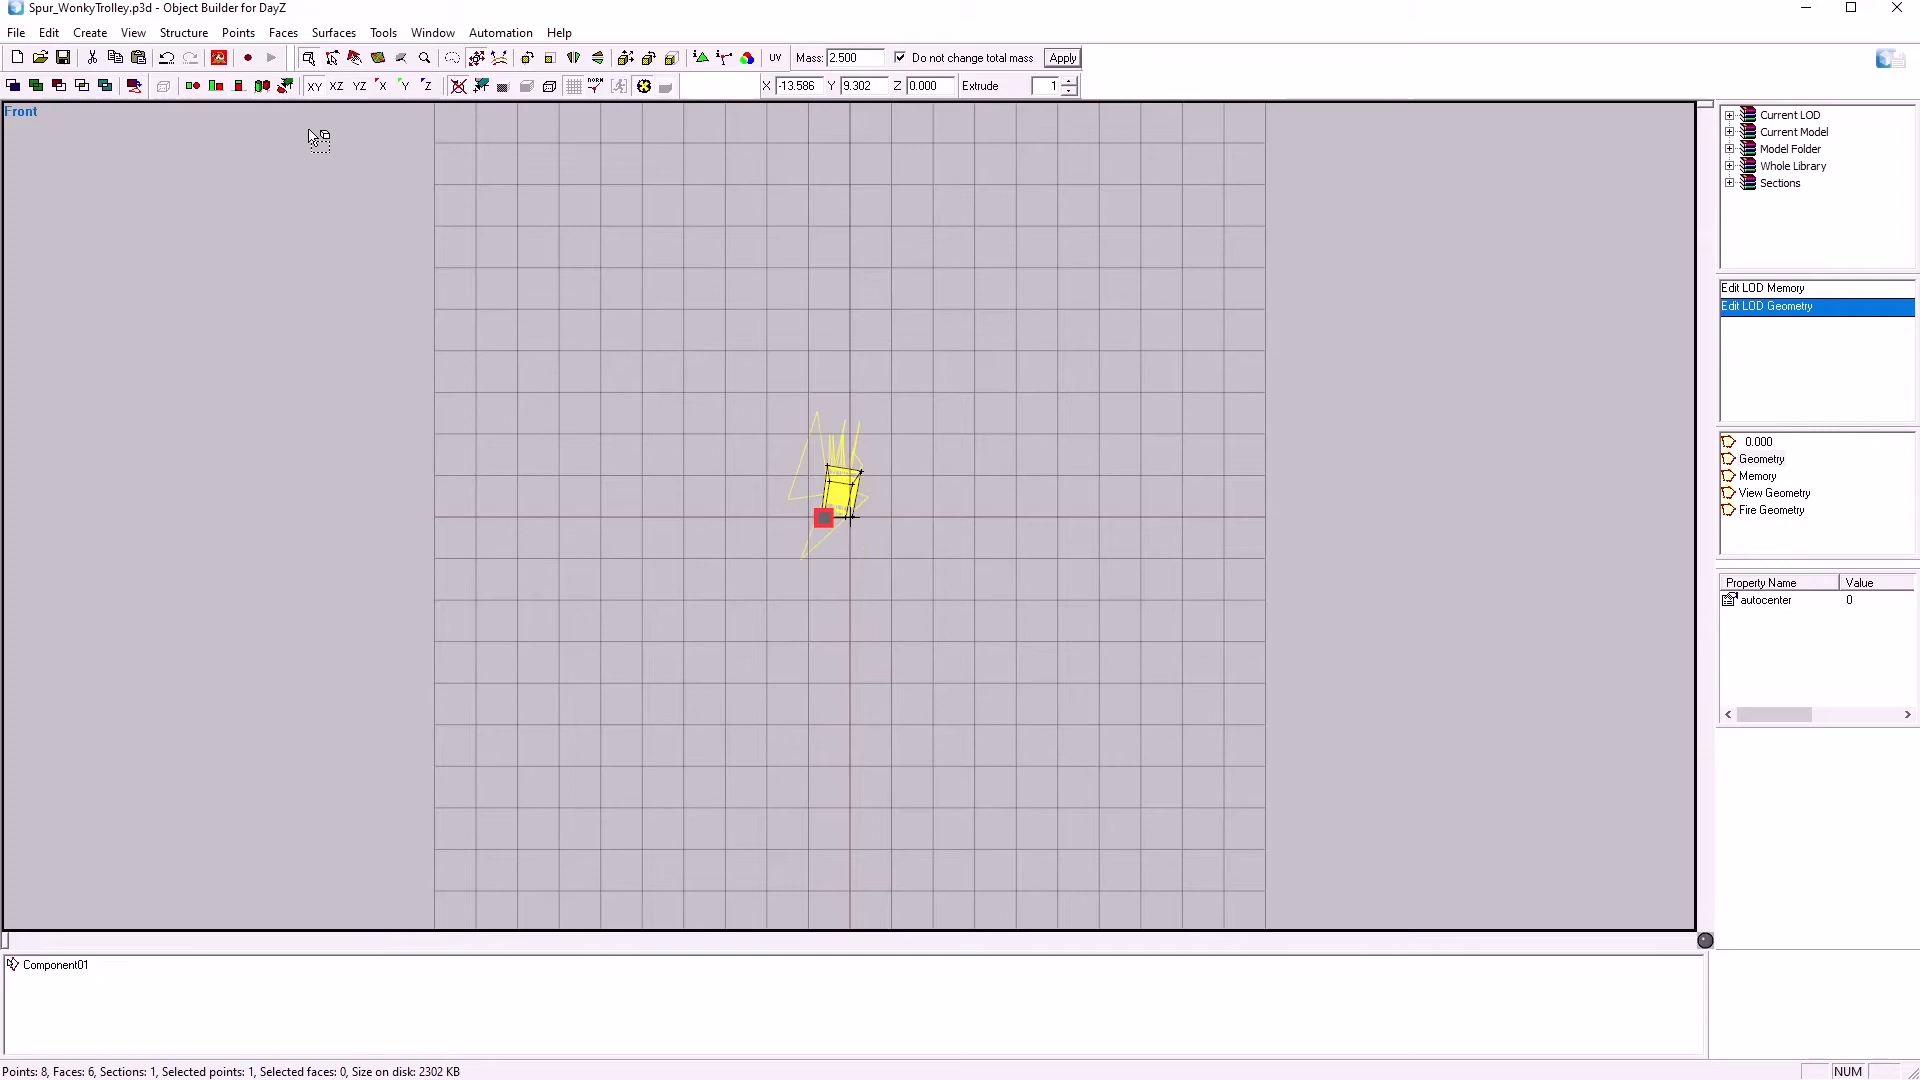 Spur_WonkyTrolley.p3d - Object Builder for DayZ
File Edit Create View Structure Points Faces Surfaces Tools Window Automation Help
UV Mass: 2.500 Do not change total mass Apply
XY XZ YZ X Y Z NORM X -13.586 Y 9.302 Z 0.000 Extrude 1
Front
Current LOD
Current Model
Model Folder
Whole Library
Sections
Edit LOD Memory
Edit LOD Geometry
0.000
Geometry
Memory
View Geometry
Fire Geometry
Property Name Value
autocenter 0
Component01
Points: 8, Faces: 6, Sections: 1, Selected points: 1, Selected faces: 0, Size on disk: 2302 KB
NUM